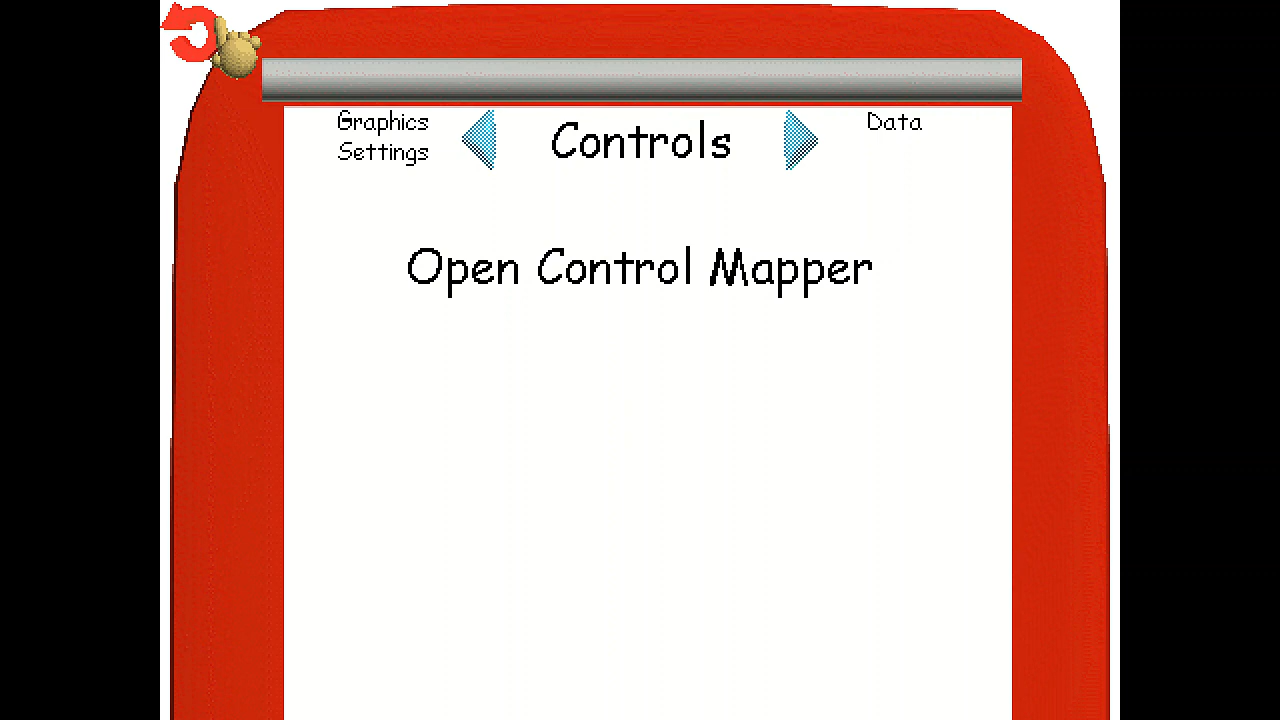 Graphics
Settings
Controls
Data
Open Control Mapper